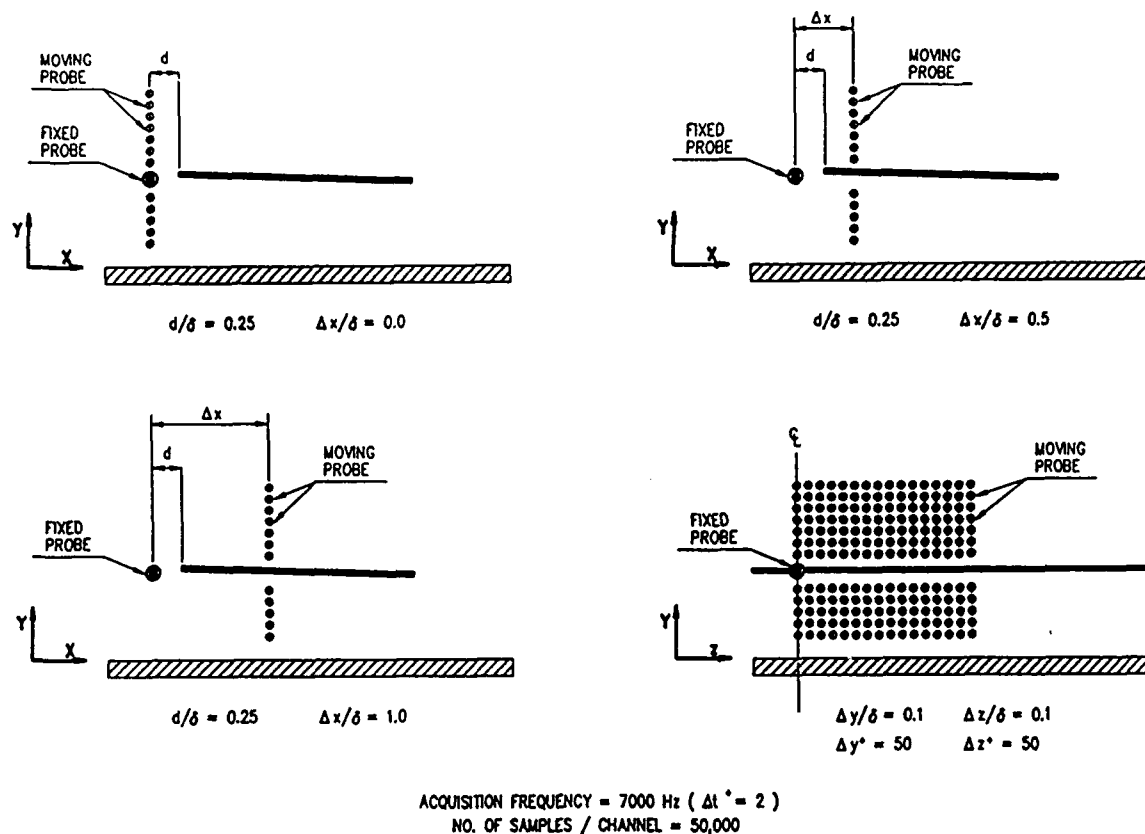 Δx
d
MOVING
PROBE
FIXED
PROBE
Y
X
d/δ = 0.25 Δx/δ = 0.0
d
MOVING
PROBE
FIXED
PROBE
Y
X
d/δ = 0.25 Δx/δ = 0.5
Δx
d
MOVING
PROBE
FIXED
PROBE
Y
X
d/δ = 0.25 Δx/δ = 1.0
℄
MOVING
PROBE
FIXED
PROBE
Y
z
Δy/δ = 0.1 Δz/δ = 0.1
Δy⁺ = 50 Δz⁺ = 50
ACQUISITION FREQUENCY = 7000 Hz ( Δt ⁺ = 2 )
NO. OF SAMPLES / CHANNEL = 50,000